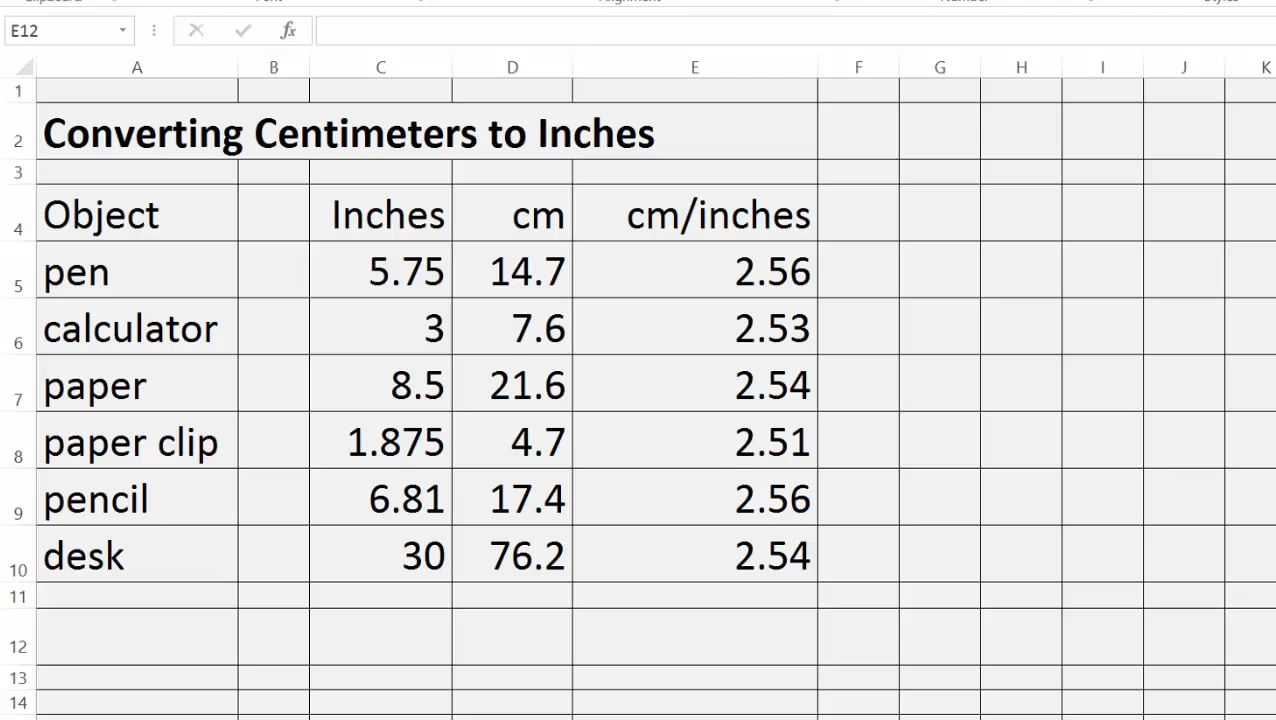 E12 fx
A B C D E F G H I J K
1
2 Converting Centimeters to Inches
3
4 Object Inches cm cm/inches
5 pen 5.75 14.7 2.56
6 calculator 3 7.6 2.53
7 paper 8.5 21.6 2.54
8 paper clip 1.875 4.7 2.51
9 pencil 6.81 17.4 2.56
10 desk 30 76.2 2.54
11
12
13
14